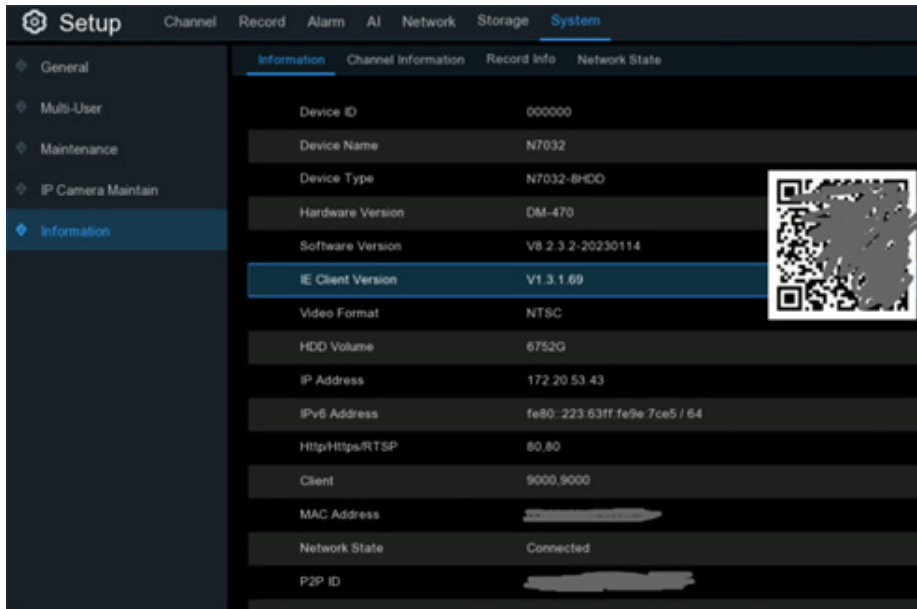 Setup Channel Record Alarm AI Network Storage System
General
Multi-User
Maintenance
IP Camera Maintain
Information
Information Channel Information Record Info Network State
Device ID 000000
Device Name N7032
Device Type N7032-8HDD
Hardware Version DM-470
Software Version V8.2.3.2-20230114
IE Client Version V1.3.1.69
Video Format NTSC
HDD Volume 6752G
IP Address 172.20.53.43
IPv6 Address fe80::223:63ff:fe9e:7ce5 / 64
Http/Https/RTSP 80,80
Client 9000,9000
MAC Address
Network State Connected
P2P ID